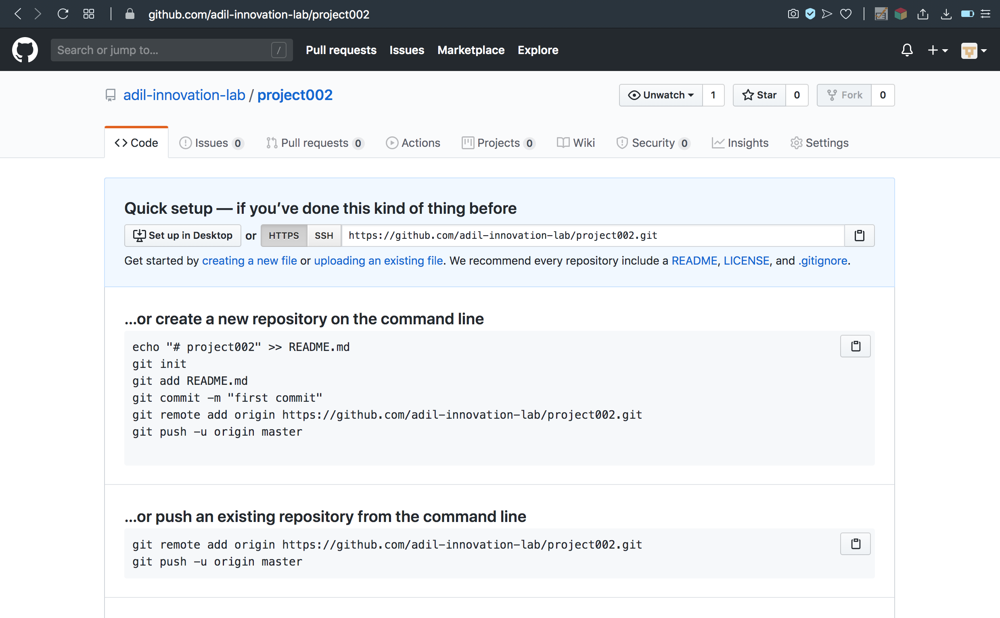 github.com/adil-innovation-lab/project002
Search or jump to... /
Pull requests Issues Marketplace Explore
adil-innovation-lab / project002
Unwatch 1 Star 0 Fork 0
Code Issues 0 Pull requests 0 Actions Projects 0 Wiki Security 0 Insights Settings
Quick setup — if you’ve done this kind of thing before
Set up in Desktop or HTTPS SSH https://github.com/adil-innovation-lab/project002.git
Get started by creating a new file or uploading an existing file. We recommend every repository include a README, LICENSE, and .gitignore.
…or create a new repository on the command line
echo "# project002" >> README.md
git init
git add README.md
git commit -m "first commit"
git remote add origin https://github.com/adil-innovation-lab/project002.git
git push -u origin master
…or push an existing repository from the command line
git remote add origin https://github.com/adil-innovation-lab/project002.git
git push -u origin master